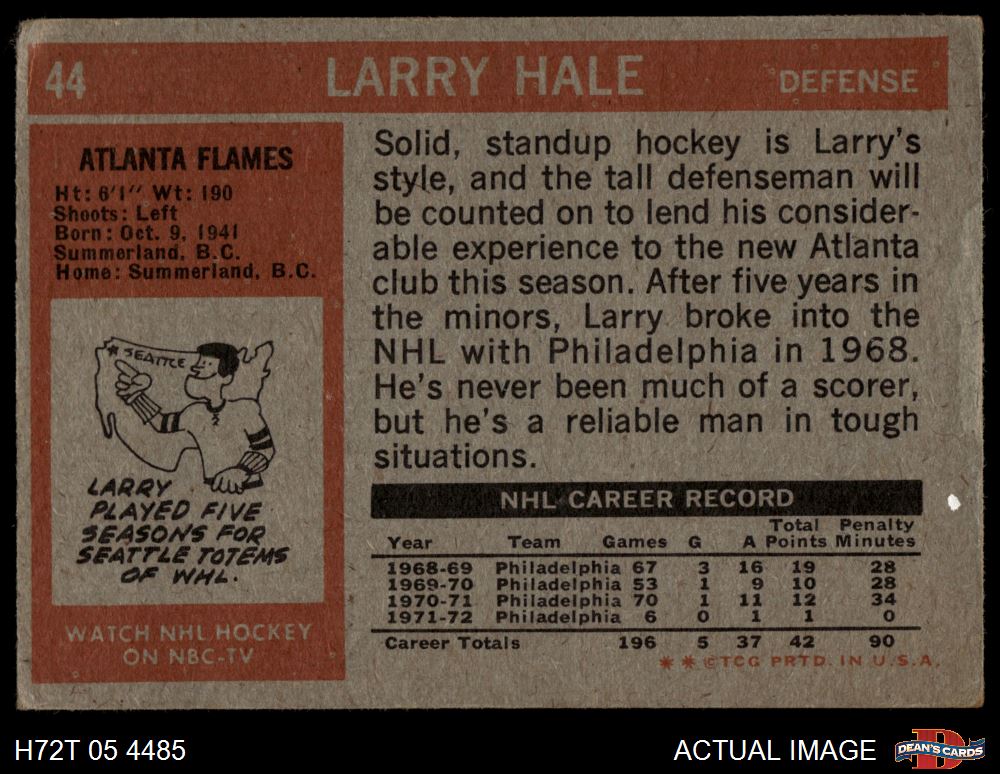 44 LARRY HALE DEFENSE
ATLANTA FLAMES
Ht: 6'1" Wt: 190
Shoots: Left
Born: Oct. 9, 1941
Summerland, B.C.
Home: Summerland, B.C.
* SEATTLE
LARRY
PLAYED FIVE
SEASONS FOR
SEATTLE TOTEMS
OF WHL.
WATCH NHL HOCKEY
ON NBC-TV
Solid, standup hockey is Larry's
style, and the tall defenseman will
be counted on to lend his consider-
able experience to the new Atlanta
club this season. After five years in
the minors, Larry broke into the
NHL with Philadelphia in 1968.
He's never been much of a scorer,
but he's a reliable man in tough
situations.
NHL CAREER RECORD
Total Penalty
Year Team Games G A Points Minutes
1968-69 Philadelphia 67 3 16 19 28
1969-70 Philadelphia 53 1 9 10 28
1970-71 Philadelphia 70 1 11 12 34
1971-72 Philadelphia 6 0 1 1 0
Career Totals 196 5 37 42 90
* * ©TCG PRTD. IN U.S.A.
H72T 05 4485 ACTUAL IMAGE DEAN'S CARDS